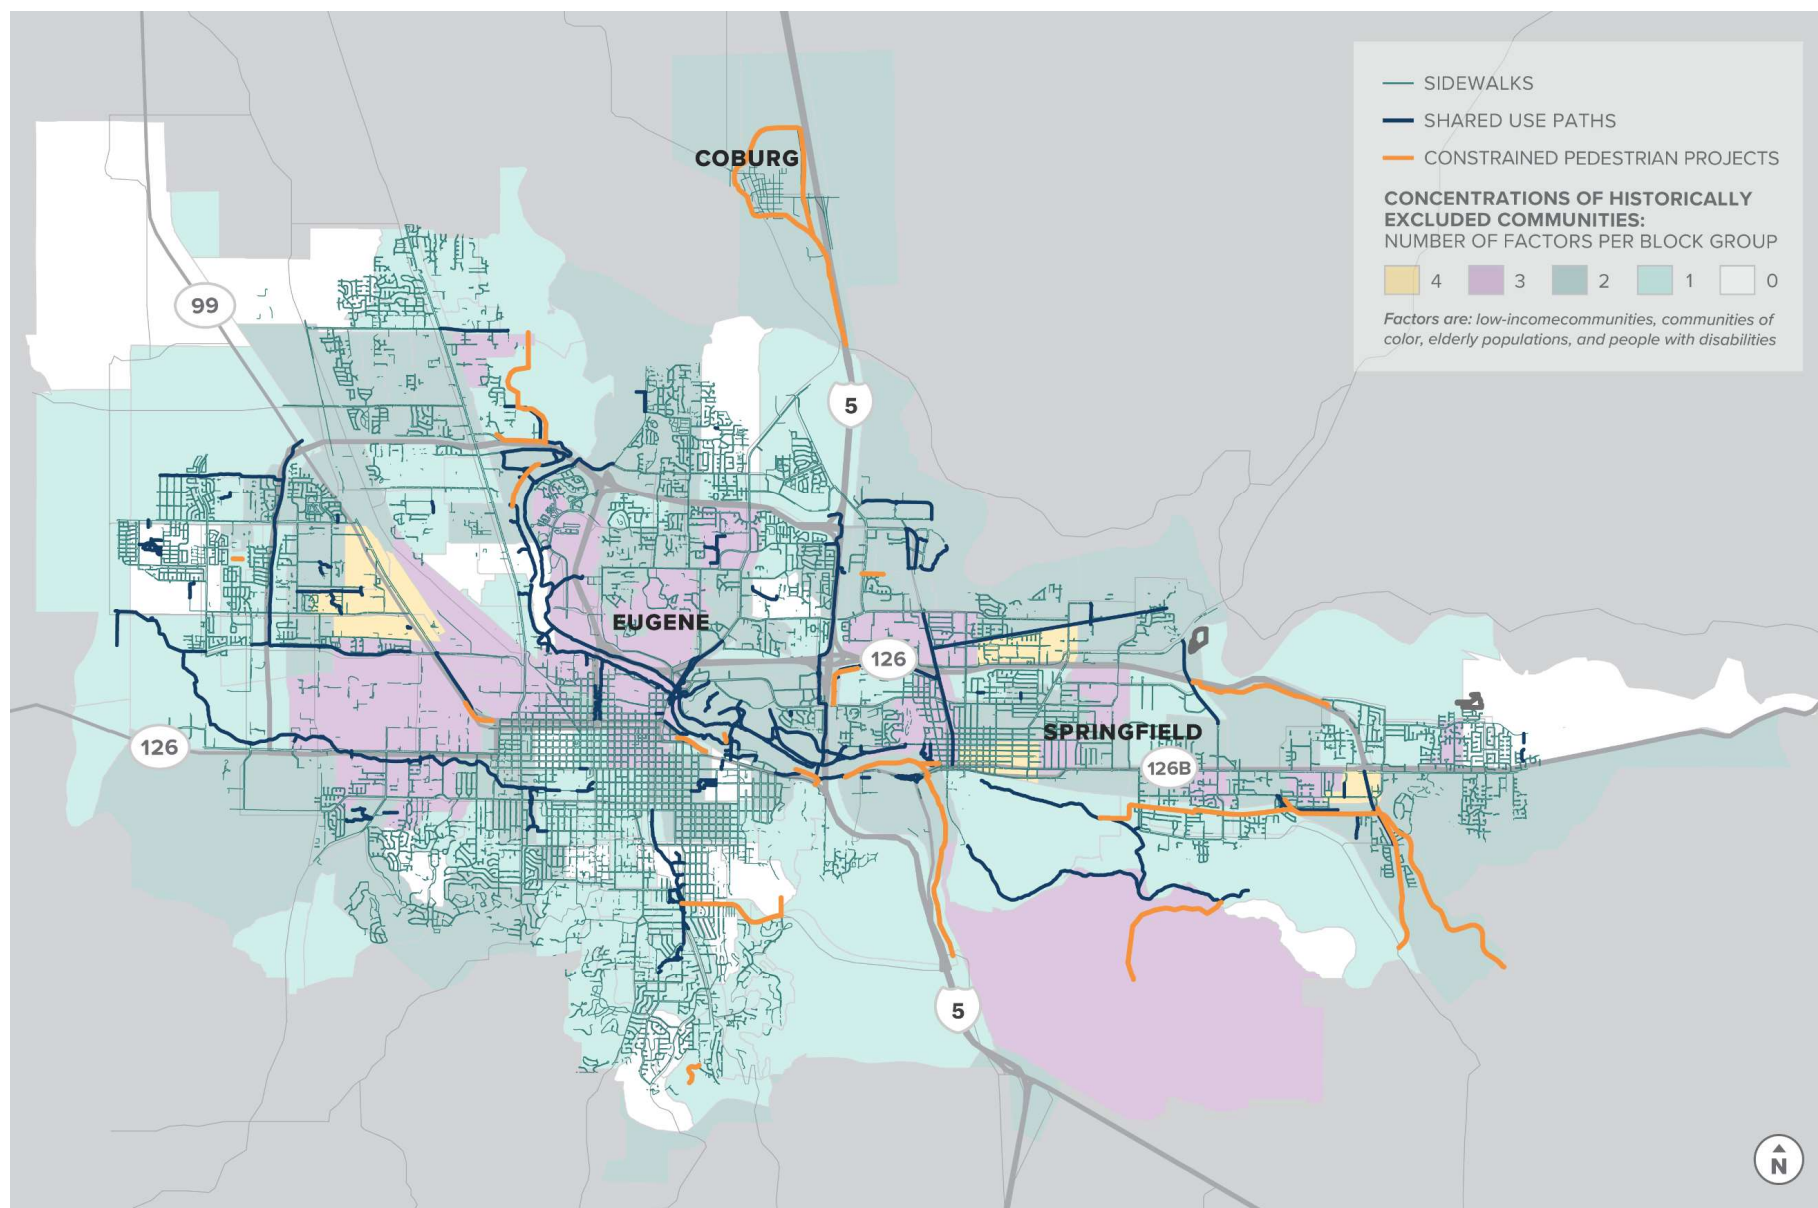 SIDEWALKS
SHARED USE PATHS
CONSTRAINED PEDESTRIAN PROJECTS
CONCENTRATIONS OF HISTORICALLY
EXCLUDED COMMUNITIES:
NUMBER OF FACTORS PER BLOCK GROUP
4 3 2 1 0
Factors are: low-incomecommunities, communities of
color, elderly populations, and people with disabilities
COBURG
99
5
EUGENE
126
SPRINGFIELD
126
126B
5
N